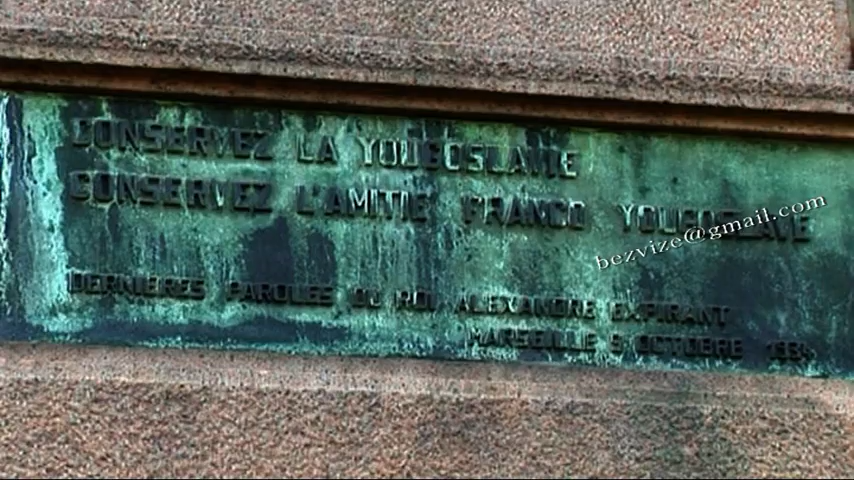 CONSERVEZ LA YOUGOSLAVIE
CONSERVEZ L'AMITIE FRANCO YOUGOSLAVE
bezvize@gmail.com
DERNIERES PAROLES DU ROI ALEXANDRE EXPIRANT
MARSEILLE 9 OCTOBRE 1934